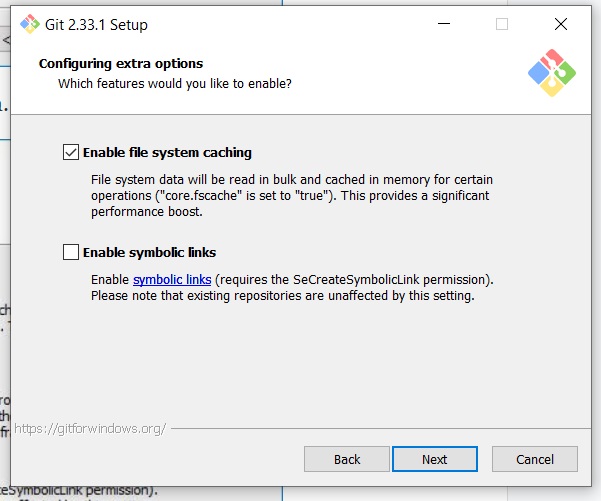 Git 2.33.1 Setup
Configuring extra options
Which features would you like to enable?
Enable file system caching
File system data will be read in bulk and cached in memory for certain
operations ("core.fscache" is set to "true"). This provides a significant
performance boost.
Enable symbolic links
Enable symbolic links (requires the SeCreateSymbolicLink permission).
Please note that existing repositories are unaffected by this setting.
https://gitforwindows.org/
Back
Next
Cancel
eSymbolicLink permission).